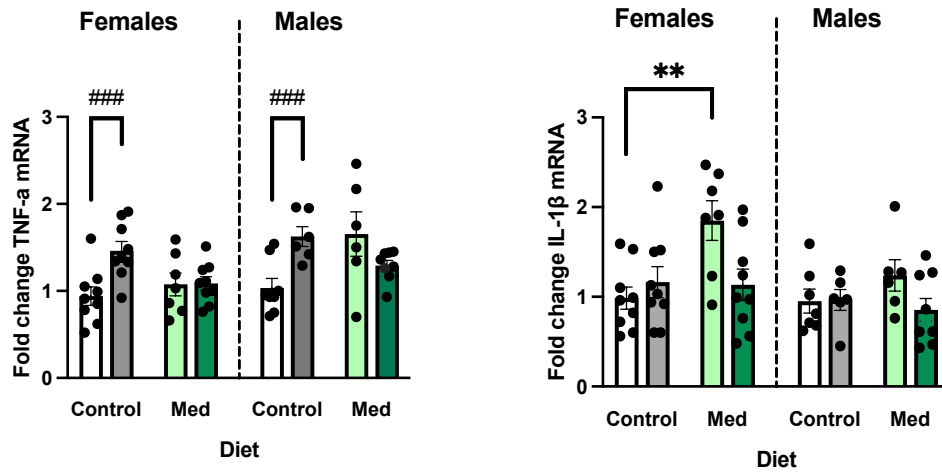 Females Males
### ###
Fold change TNF-a mRNA
3
2
1
0
Control Med Control Med
Diet
Females Males
**
Fold change IL-1β mRNA
3
2
1
0
Control Med Control Med
Diet